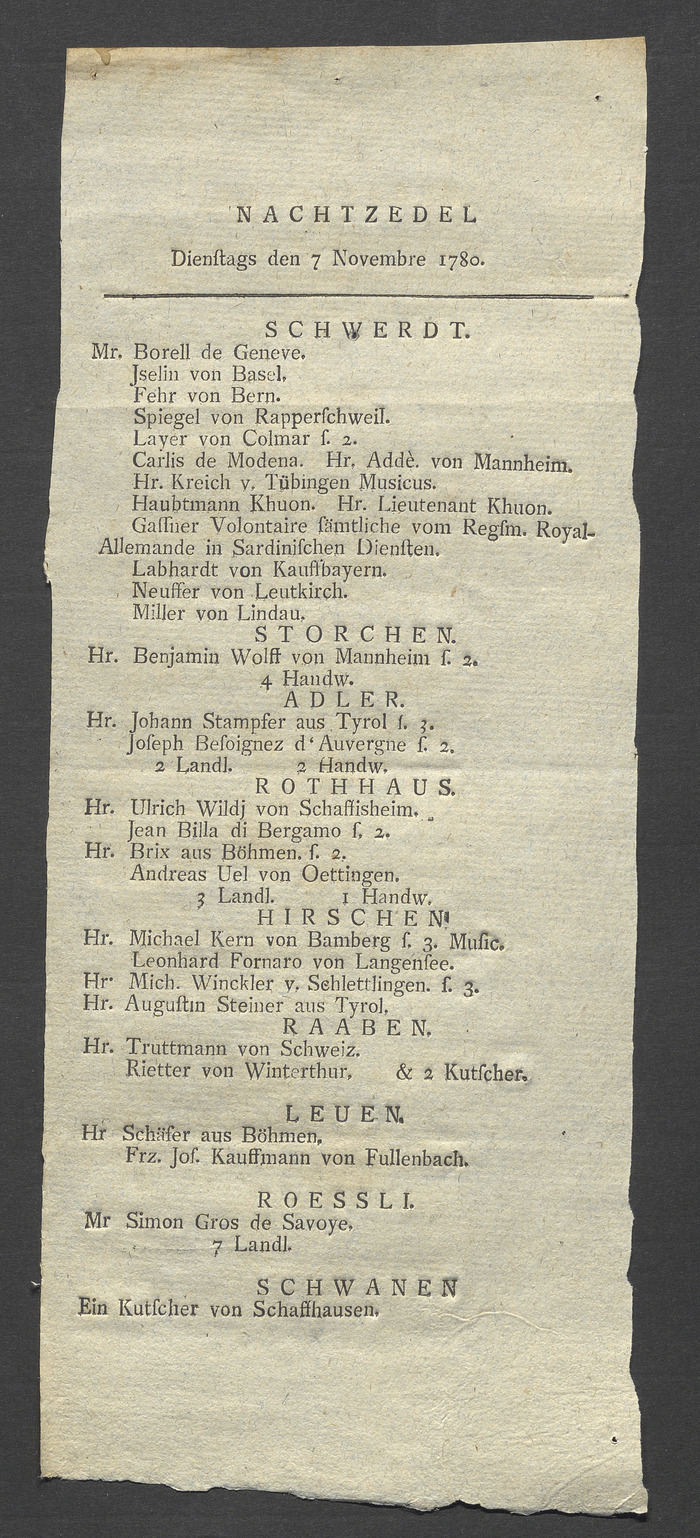 NACHTZEDEL
Dienſtags den 7 Novembre 1780.
SCHWERDT.
Mr. Borell de Geneve.
Jselin von Basel,
Fehr von Bern.
Spiegel von Rapperſchweil.
Layer von Colmar ſ. 2.
Carlis de Modena. Hr. Addè. von Mannheim.
Hr. Kreich v. Tübingen Musicus.
Haubtmann Khuon. Hr. Lieutenant Khuon.
Gaſſner Volontaire ſämtliche vom Regſm. Royal-
Allemande in Sardiniſchen Dienſten.
Labhardt von Kauffbayern.
Neuffer von Leutkirch.
Miller von Lindau.
STORCHEN.
Hr. Benjamin Wolff von Mannheim ſ. 2.
4 Handw.
ADLER.
Hr. Johann Stampfer aus Tyrol ſ. 3.
Joſeph Beſoignez d'Auvergne ſ. 2.
2 Landl. 2 Handw.
ROTHHAUS.
Hr. Ulrich Wildj von Schaffisheim.
Jean Billa di Bergamo ſ. 2.
Hr. Brix aus Böhmen. ſ. 2.
Andreas Uel von Oettingen.
3 Landl. 1 Handw.
HIRSCHEN
Hr. Michael Kern von Bamberg ſ. 3. Muſic.
Leonhard Fornaro von Langenſee.
Hr. Mich. Winckler v. Schlettlingen. ſ. 3.
Hr. Auguſtin Steiner aus Tyrol.
RAABEN.
Hr. Truttmann von Schweiz.
Rietter von Winterthur. & 2 Kutſcher.
LEUEN.
Hr Schäfer aus Böhmen,
Frz. Joſ. Kauffmann von Fullenbach.
ROESSLI.
Mr Simon Gros de Savoye.
7 Landl.
SCHWANEN
Ein Kutſcher von Schaffhausen.